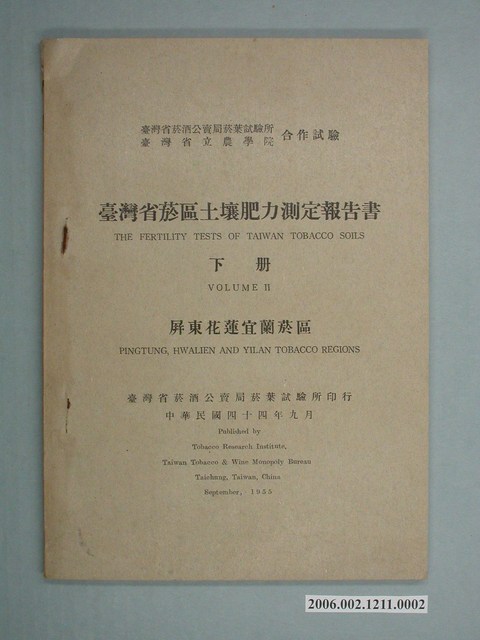 臺灣省菸酒公賣局菸葉試驗所
臺灣省立農學院
合作試驗
臺灣省菸區土壤肥力測定報告書
THE FERTILITY TESTS OF TAIWAN TOBACCO SOILS
下 册
VOLUME II
屏東花蓮宜蘭菸區
PINGTUNG, HWALIEN AND YILAN TOBACCO REGIONS
臺灣省菸酒公賣局菸葉試驗所印行
中華民國四十四年九月
Published by
Tobacco Research Institute,
Taiwan Tobacco & Wine Monopoly Bureau
Taichung, Taiwan, China
September, 1955
2006.002.1211.0002